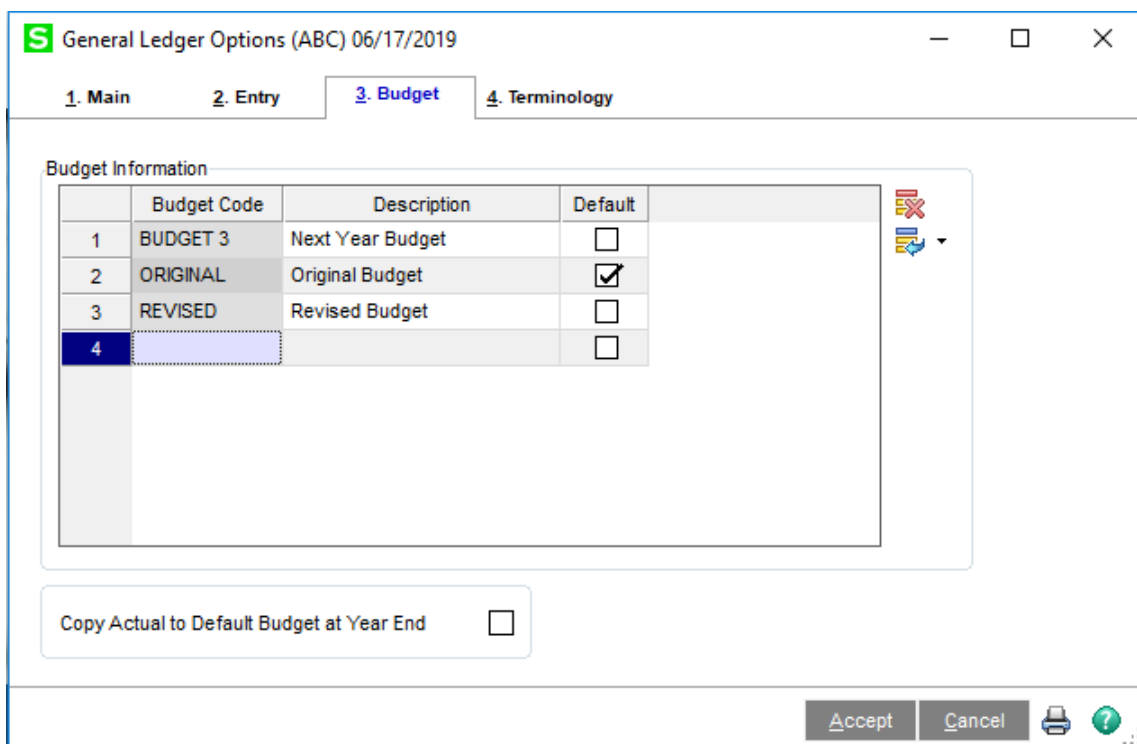 S General Ledger Options (ABC) 06/17/2019
1. Main 2. Entry 3. Budget 4. Terminology
Budget Information
Budget Code Description Default
1 BUDGET 3 Next Year Budget
2 ORIGINAL Original Budget
3 REVISED Revised Budget
4
Copy Actual to Default Budget at Year End
Accept Cancel ?